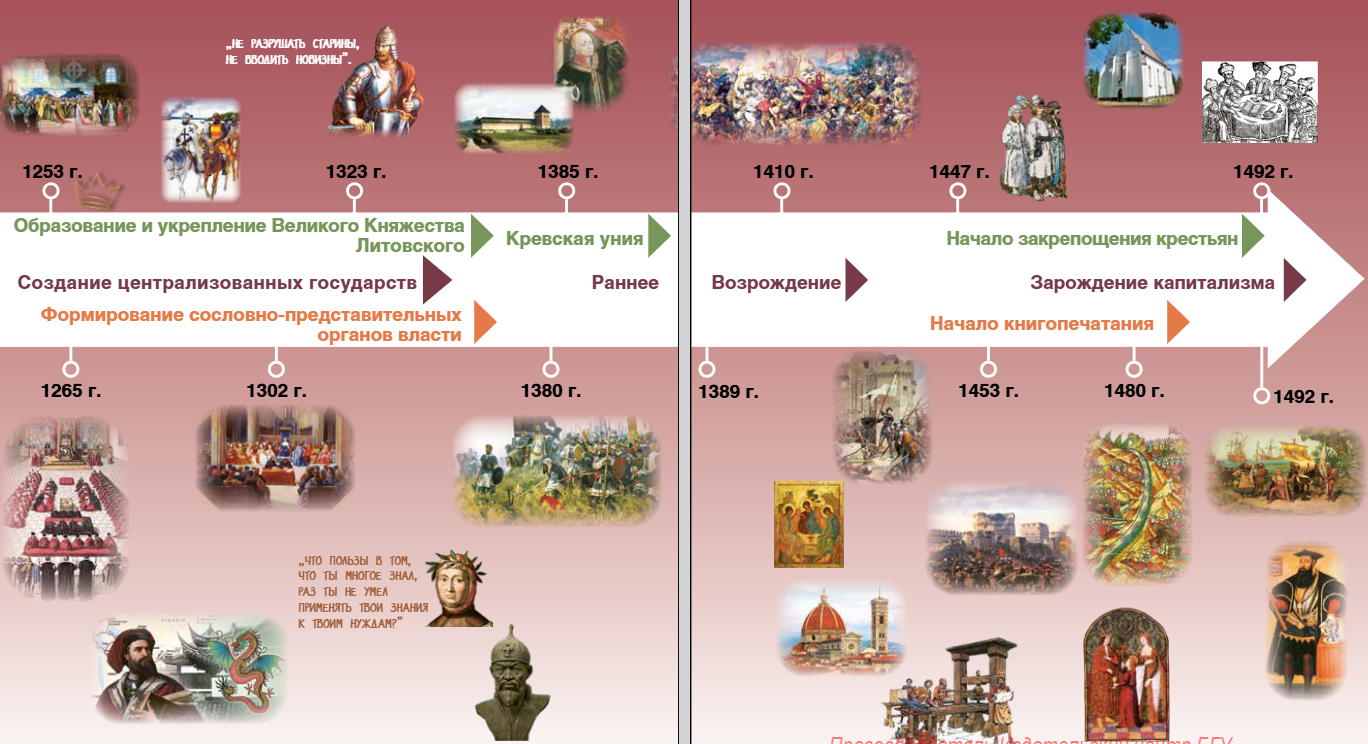 „НЕ РАЗРУШАТЬ СТАРИНЫ,
НЕ ВВОДИТЬ НОВИЗНЫ".
1253 г.
1323 г.
1385 г.
1410 г.
1447 г.
1492 г.
Образование и укрепление Великого Княжества
Литовского
Кревская уния
Начало закрепощения крестьян
Создание централизованных государств
Раннее
Возрождение
Зарождение капитализма
Формирование сословно-представительных
органов власти
Начало книгопечатания
1265 г.
1302 г.
1380 г.
1389 г.
1453 г.
1480 г.
1492 г.
„ЧТО ПОЛЬЗЫ В ТОМ,
ЧТО ТЫ МНОГОЕ ЗНАЛ,
РАЗ ТЫ НЕ УМЕЛ
ПРИМЕНЯТЬ ТВОИ ЗНАНИЯ
К ТВОИМ НУЖДАМ?"